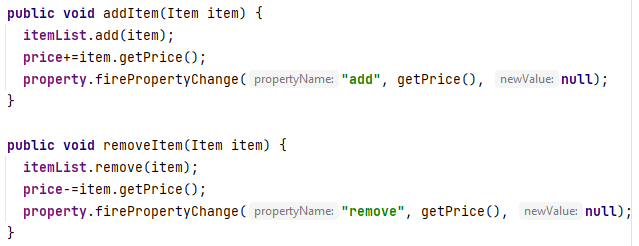 public void addItem(Item item) {
itemList.add(item);
price+=item.getPrice();
property.firePropertyChange( propertyName: "add", getPrice(), newValue: null);
}
public void removeItem(Item item) {
itemList.remove(item);
price-=item.getPrice();
property.firePropertyChange( propertyName: "remove", getPrice(), newValue: null);
}